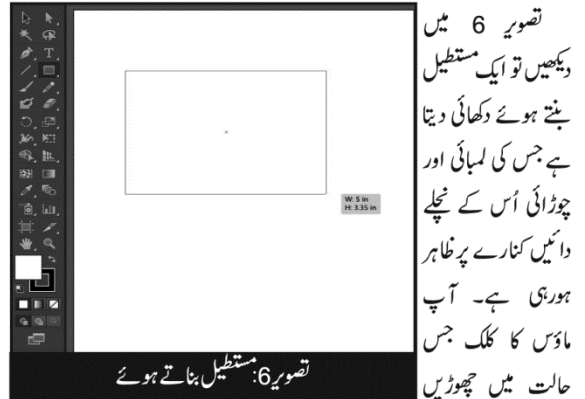 تصویر 6 میں
دیکھیں تو ایک مستطیل
بنتے ہوئے دکھائی دیتا
ہے جس کی لمبائی اور
چوڑائی اُس کے نچلے
دائیں کنارے پر ظاہر
ہورہی ہے۔ آپ
ماؤس کا کلک جس
حالت میں چھوڑیں
W: 5 in
H: 3.35 in
تصویر6: مستطیل بناتے ہوئے